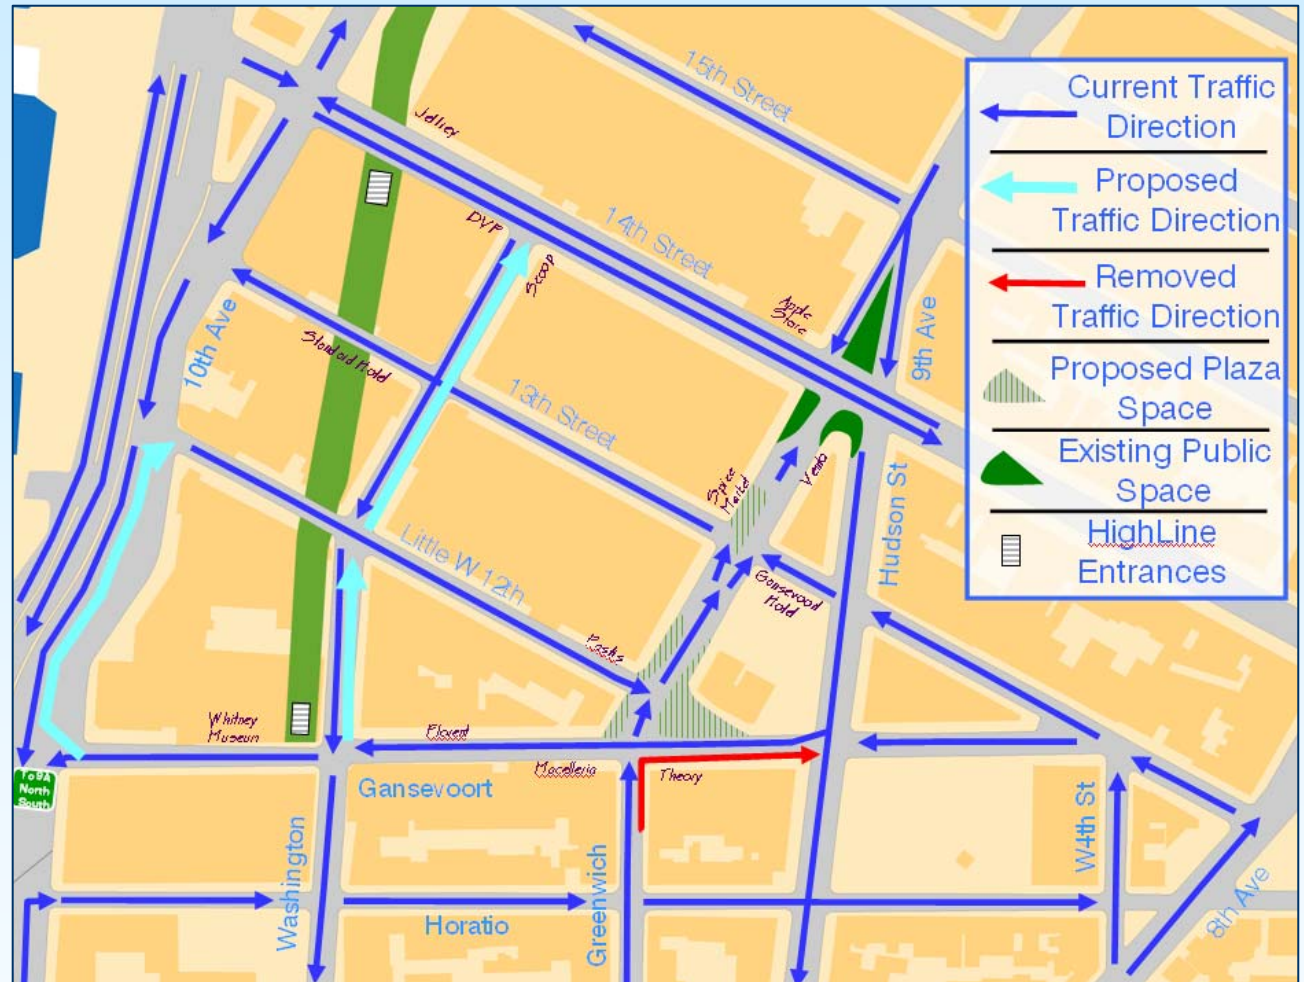 15th Street
Jeffrey
14th Street
DVF
Scoop
Apple
Store
9th Ave
10th Ave
Standard Hotel
13th Street
Spice
Market
Vento
Hudson St
Little W 12th
Gansevoort
Hotel
Pastis
Whitney
Museum
Florent
Macelleria
Theory
To 9A
North
South
Gansevoort
W4th St
Washington
Greenwich
Horatio
8th Ave
Current Traffic
Direction
Proposed
Traffic Direction
Removed
Traffic Direction
Proposed Plaza
Space
Existing Public
Space
HighLine
Entrances